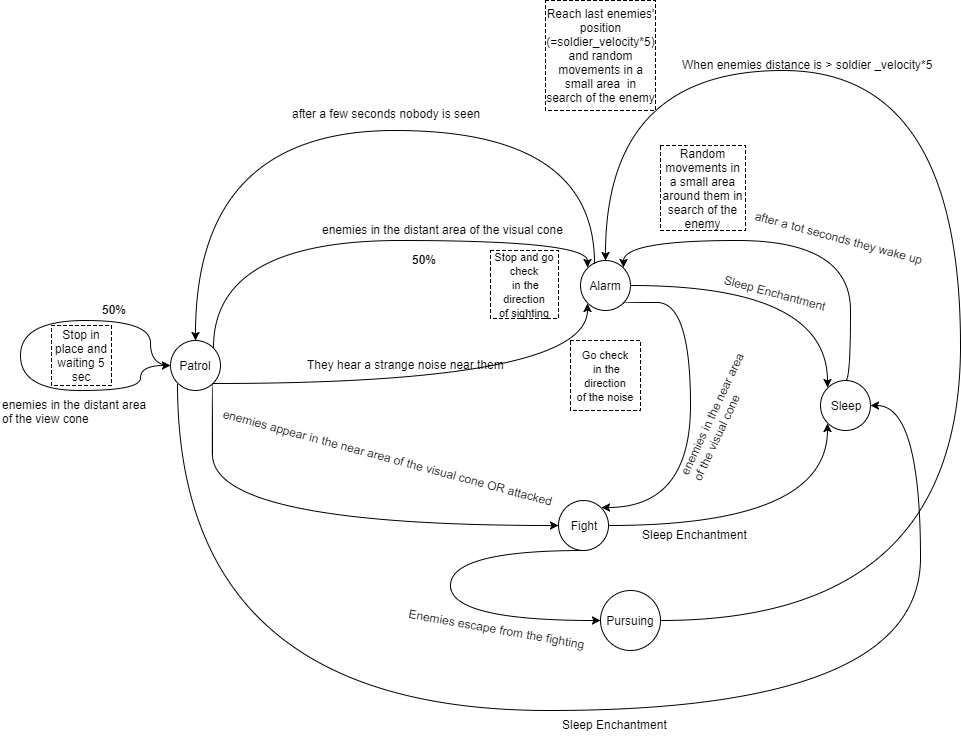 Reach last enemies'
position
(=soldier_velocity*5)
and random
movements in a
small area in
search of the enemy
When enemies distance is > soldier _velocity*5
after a few seconds nobody is seen
Random
movements in
a small area
around them in
search of the
enemy
after a tot seconds they wake up
enemies in the distant area of the visual cone
50%
Stop and go
check
in the
direction
of sighting
Alarm
Sleep Enchantment
50%
Stop in
place and
waiting 5
sec
Patrol
They hear a strange noise near them
Go check
in the
direction
of the noise
enemies in the near area
of the visual cone
Sleep
enemies in the distant area
of the view cone
enemies appear in the near area of the visual cone OR attacked
Fight
Sleep Enchantment
Enemies escape from the fighting
Pursuing
Sleep Enchantment